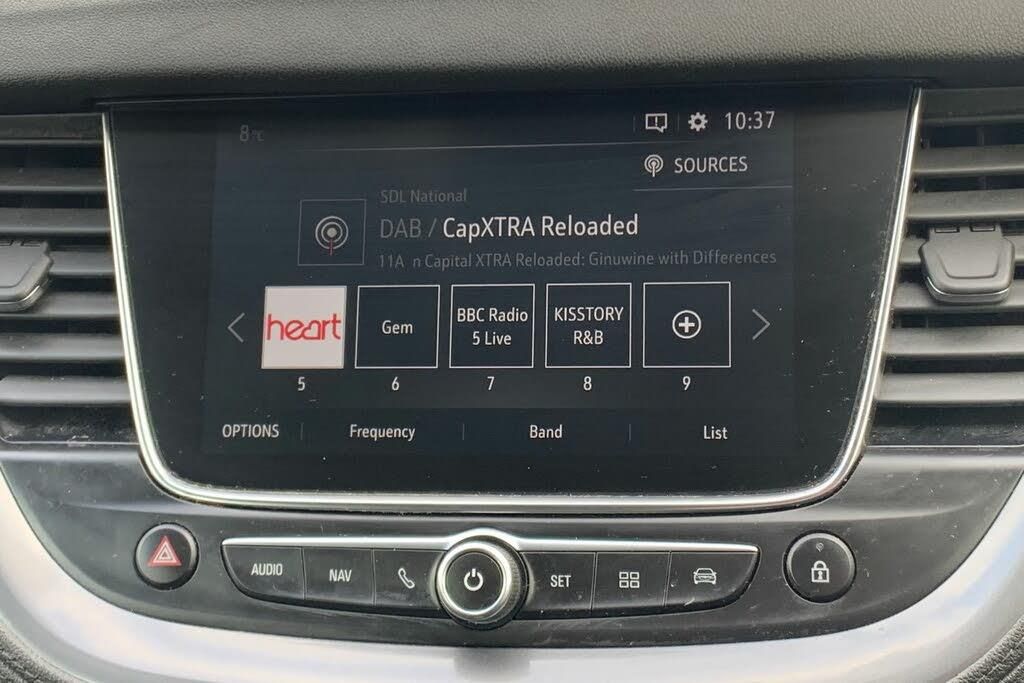 8°C
10:37
SOURCES
SDL National
DAB / CapXTRA Reloaded
11A n Capital XTRA Reloaded: Ginuwine with Differences
heart
Gem
BBC Radio
5 Live
KISSTORY
R&B
5 6 7 8 9
OPTIONS Frequency Band List
AUDIO NAV SET